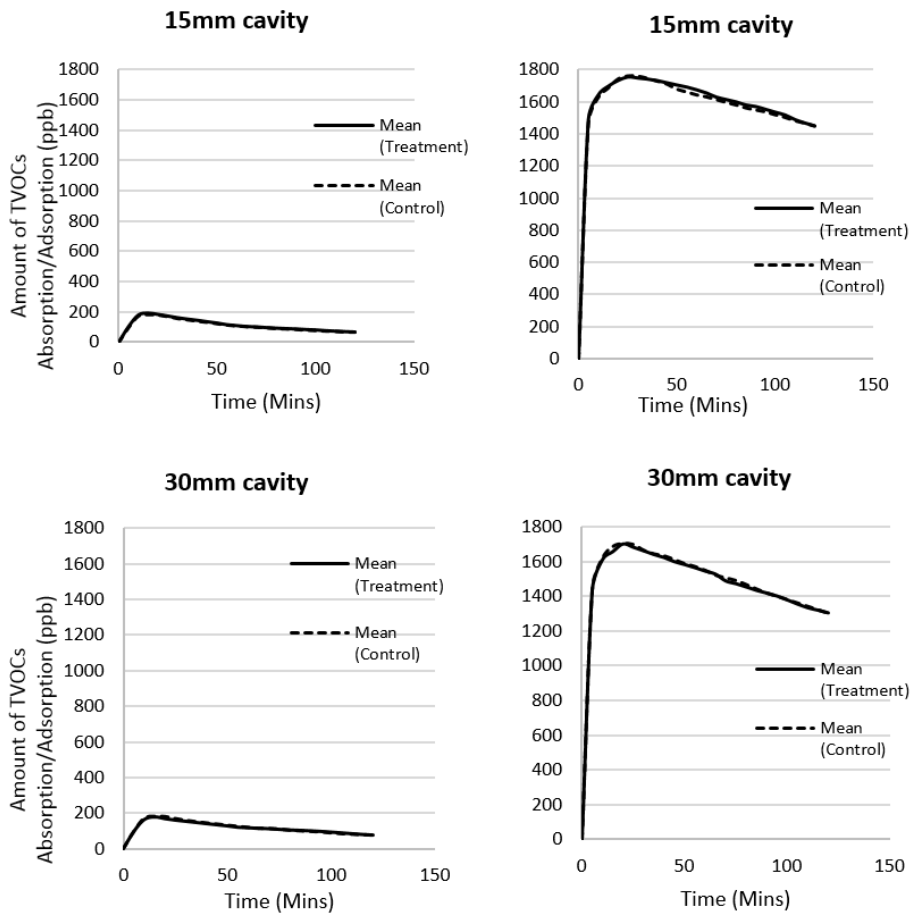 15mm cavity
1800
1600
1400
1200
1000
800
600
400
200
0
0 50 100 150
Amount of TVOCs
Absorption/Adsorption (ppb)
Time (Mins)
Mean
(Treatment)
Mean
(Control)
15mm cavity
1800
1600
1400
1200
1000
800
600
400
200
0
0 50 100 150
Time (Mins)
Mean
(Treatment)
Mean
(Control)
30mm cavity
1800
1600
1400
1200
1000
800
600
400
200
0
0 50 100 150
Amount of TVOCs
Absorption/Adsorption (ppb)
Time (Mins)
Mean
(Treatment)
Mean
(Control)
30mm cavity
1800
1600
1400
1200
1000
800
600
400
200
0
0 50 100 150
Time (Mins)
Mean
(Treatment)
Mean
(Control)